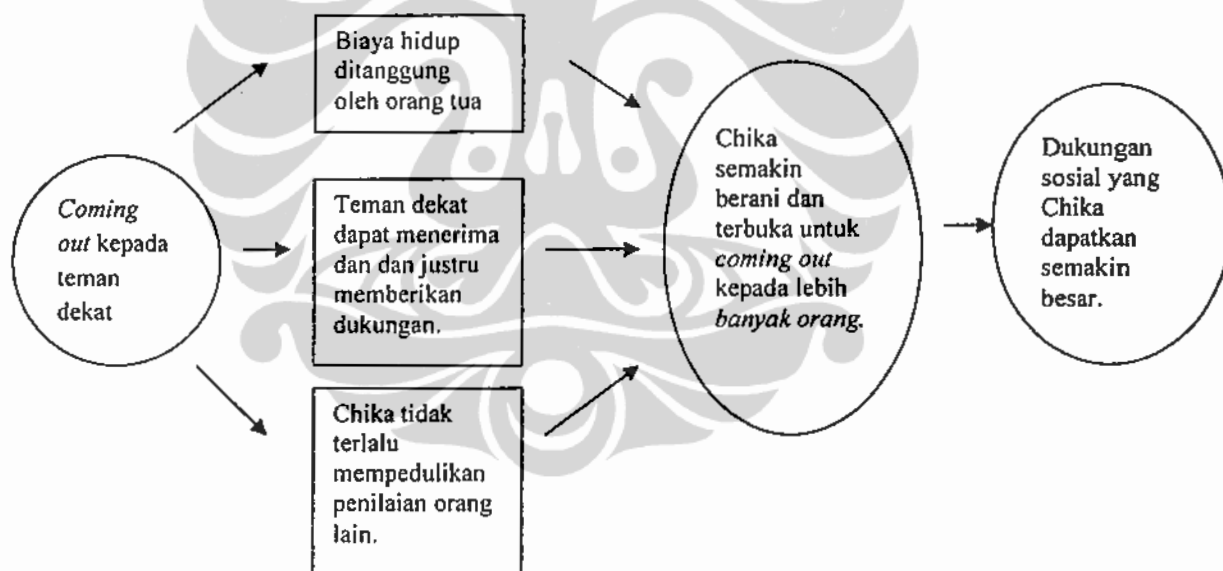 Coming
out kepada
teman
dekat
Biaya hidup
ditanggung
oleh orang tua
Teman dekat
dapat menerima
dan dan justru
memberikan
dukungan.
Chika tidak
terlalu
mempedulikan
penilaian orang
lain.
Chika
semakin
berani dan
terbuka untuk
coming out
kepada lebih
banyak orang.
Dukungan
sosial yang
Chika
dapatkan
semakin
besar.